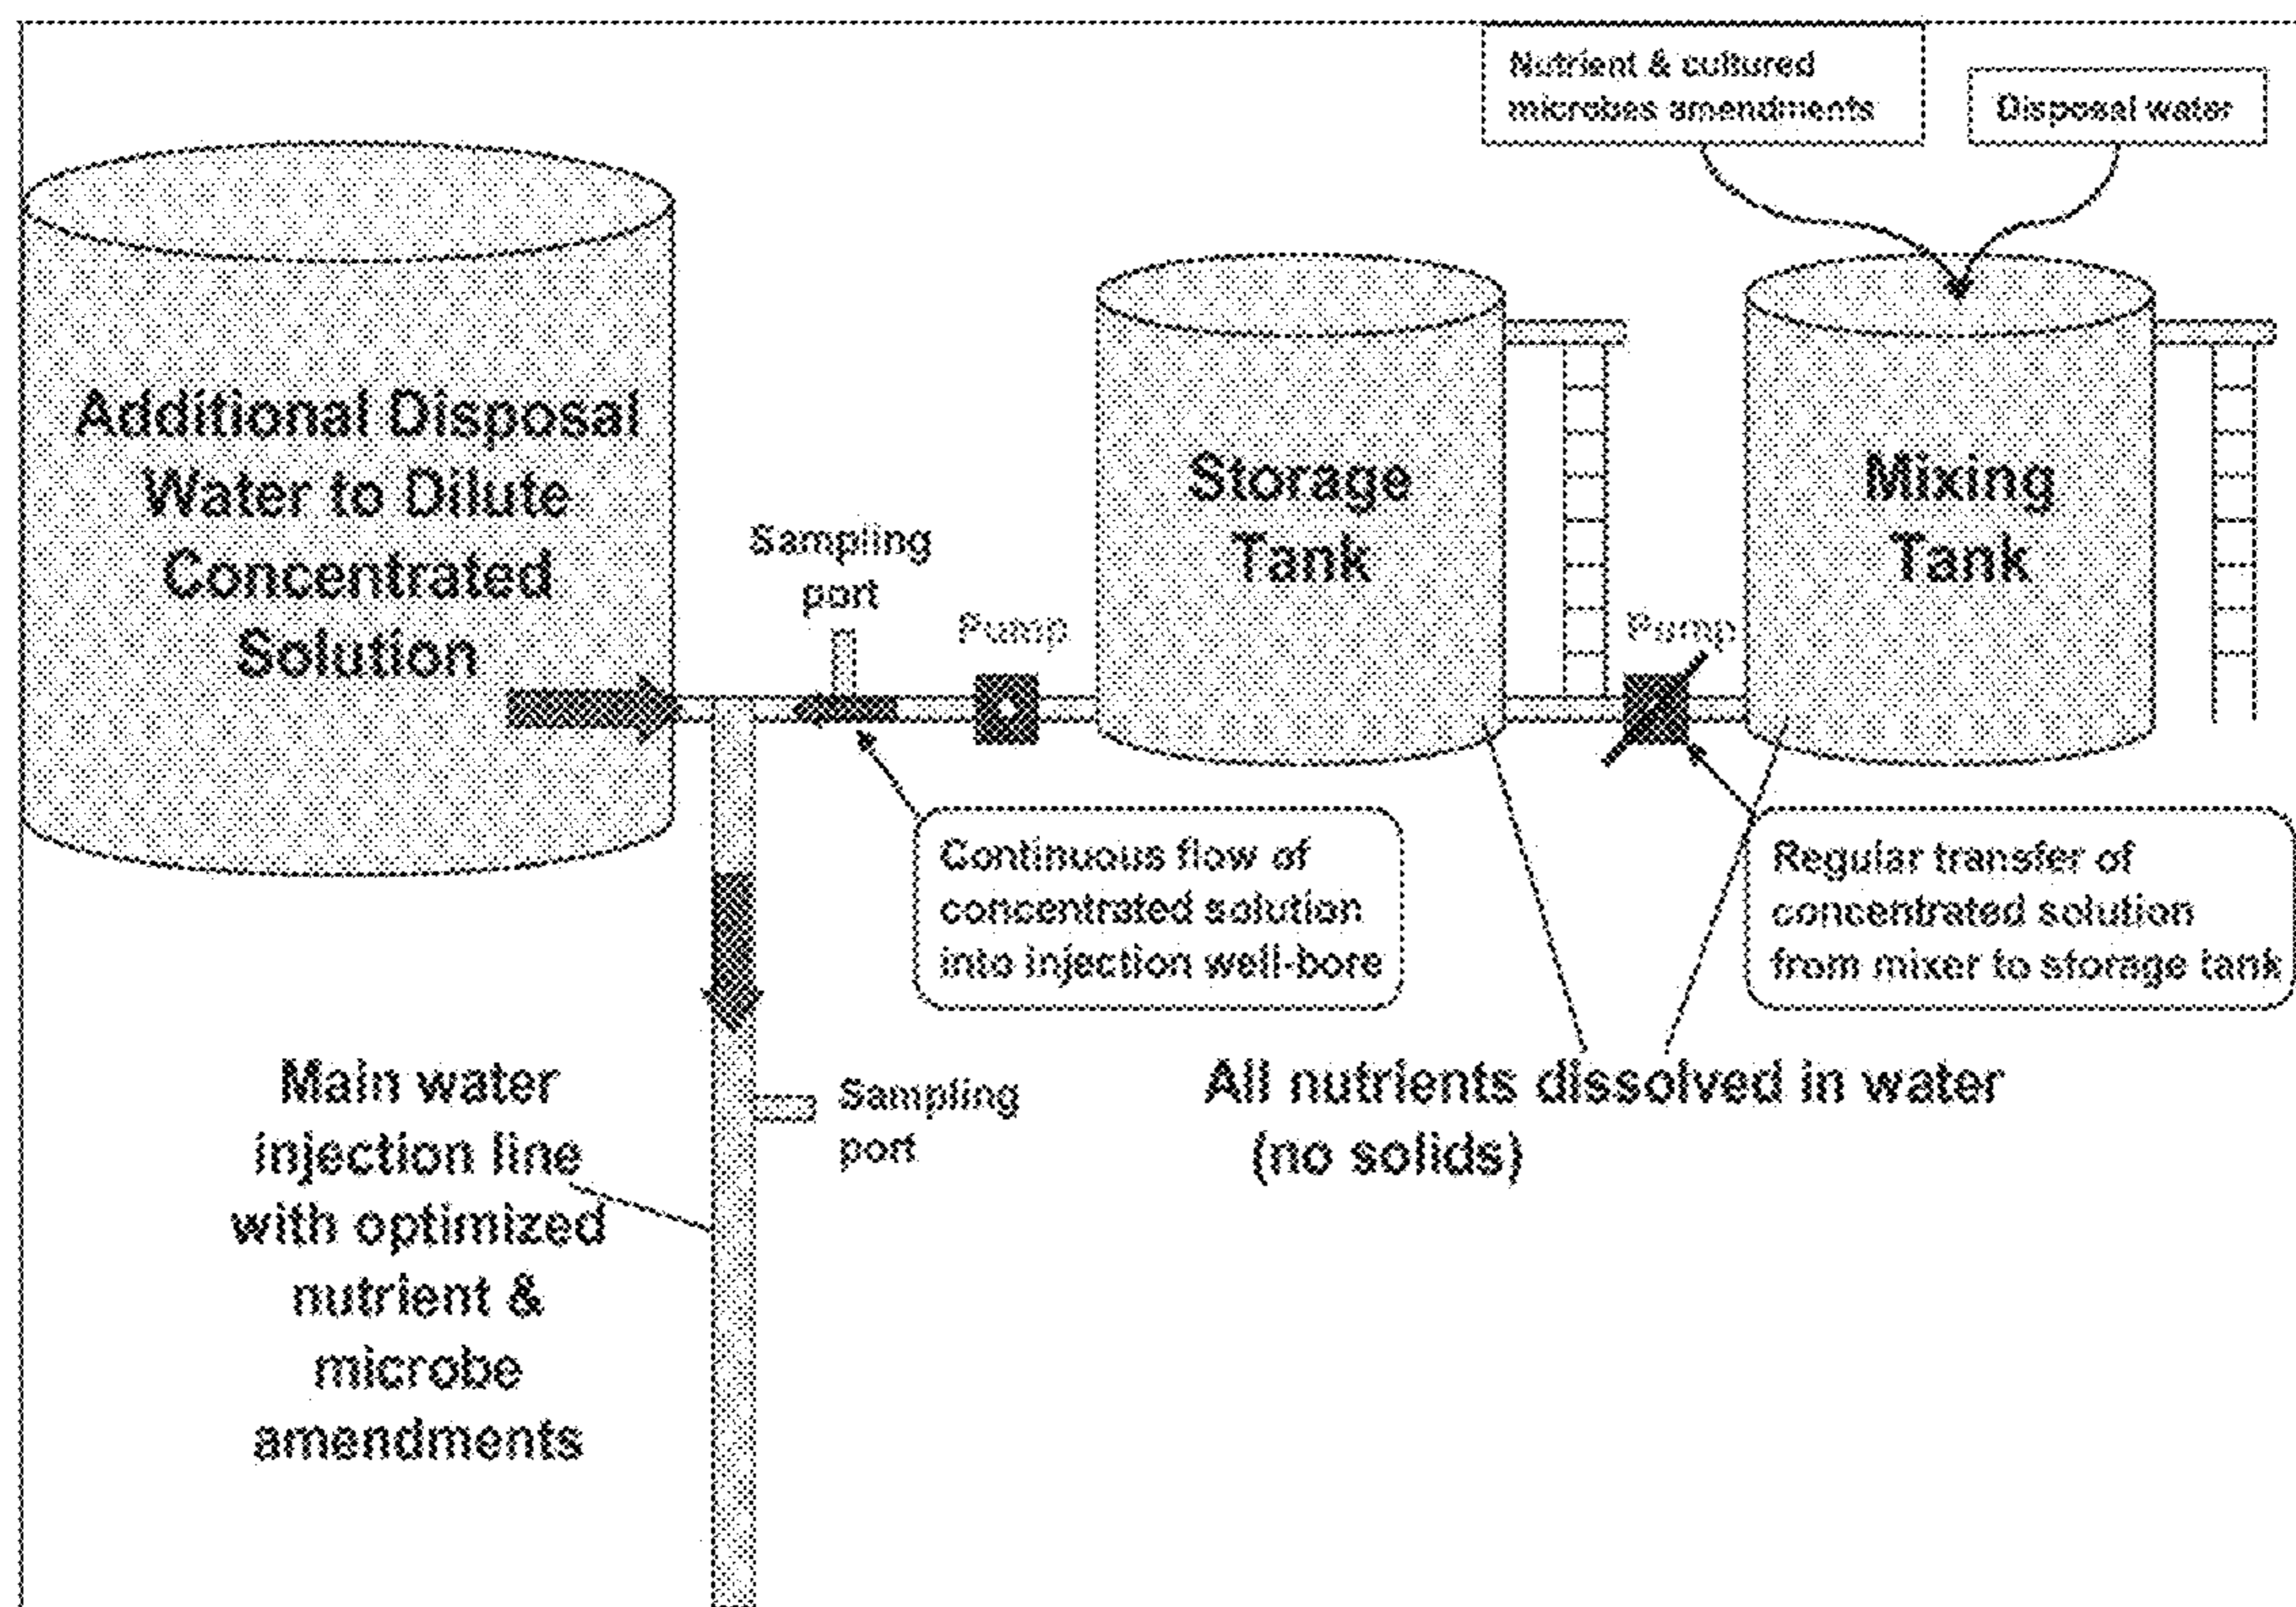 Nutrient & cultured
microbes amendments
Disposal water
Additional Disposal
Water to Dilute
Concentrated
Solution
Storage
Tank
Mixing
Tank
Sampling
port
Pump
Pump
Continuous flow of
concentrated solution
into injection well-bore
Regular transfer of
concentrated solution
from mixer to storage tank
Main water
injection line
with optimized
nutrient &
microbe
amendments
Sampling
port
All nutrients dissolved in water
(no solids)